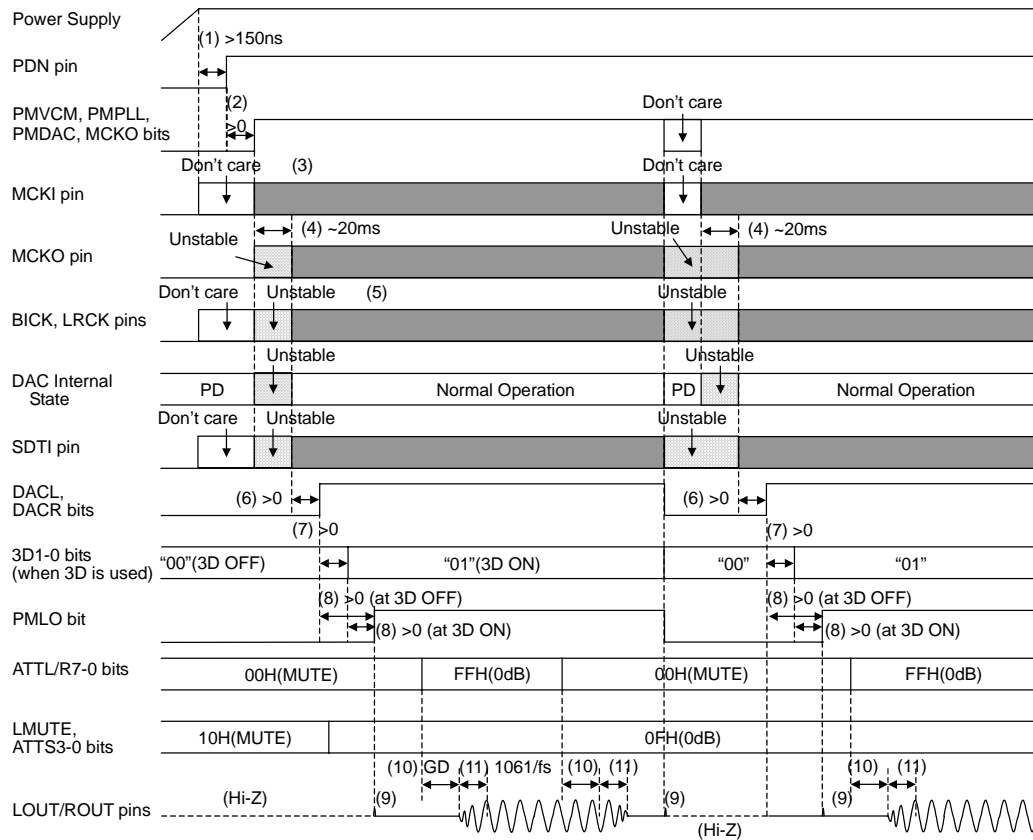 Power Supply
(1) >150ns
PDN pin
(2)
>0
PMVCM, PMPLL,
PMDAC, MCKO bits
Don't care
Don't care
(3)
Don't care
MCKI pin
(4) ~20ms
Unstable
Unstable
(4) ~20ms
MCKO pin
Don't care
Unstable
(5)
Unstable
BICK, LRCK pins
Unstable
Unstable
DAC Internal
State
PD
Normal Operation
PD
Normal Operation
Don't care
Unstable
Unstable
SDTI pin
DACL,
DACR bits
(6) >0
(6) >0
(7) >0
(7) >0
3D1-0 bits
(when 3D is used)
"00"(3D OFF)
"01"(3D ON)
"00"
"01"
(8) >0 (at 3D OFF)
(8) >0 (at 3D OFF)
PMLO bit
(8) >0 (at 3D ON)
(8) >0 (at 3D ON)
ATTL/R7-0 bits
00H(MUTE)
FFH(0dB)
00H(MUTE)
FFH(0dB)
LMUTE,
ATTS3-0 bits
10H(MUTE)
0FH(0dB)
(10) GD
(11) 1061/fs
(10)
(11)
(10)
(11)
LOUT/ROUT pins
(Hi-Z)
(9)
(9)
(Hi-Z)
(9)